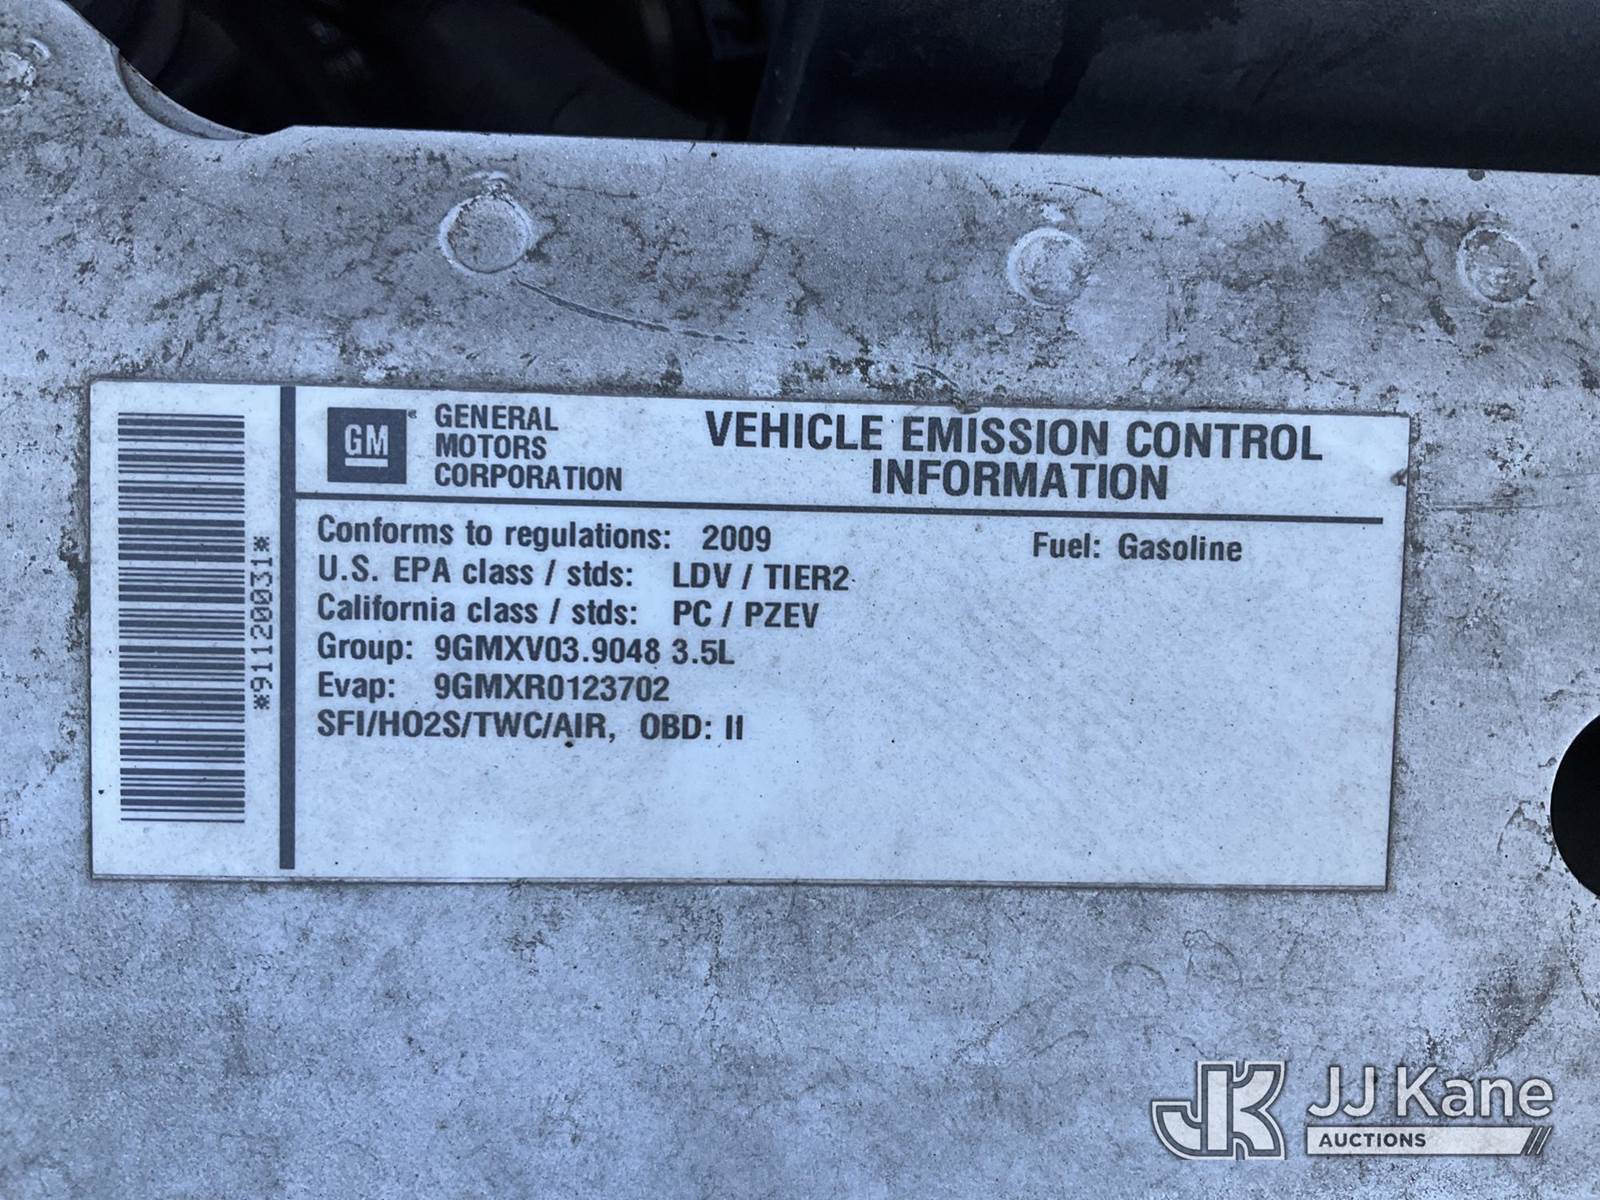 *91120031*
GM
GENERAL
MOTORS
CORPORATION
VEHICLE EMISSION CONTROL
INFORMATION
Conforms to regulations: 2009
Fuel: Gasoline
U.S. EPA class / stds: LDV / TIER2
California class / stds: PC / PZEV
Group: 9GMXV03.9048 3.5L
Evap: 9GMXR0123702
SFI/HO2S/TWC/AIR, OBD: II
JK JJ Kane
AUCTIONS